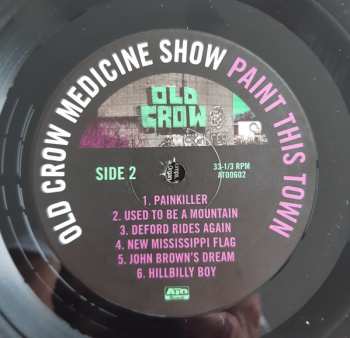 OLD CROW MEDICINE SHOW PAINT THIS TOWN
OLD
CROW
SIDE 2
33-1/3 RPM
ATO0602
1. PAINKILLER
2. USED TO BE A MOUNTAIN
3. DEFORD RIDES AGAIN
4. NEW MISSISSIPPI FLAG
5. JOHN BROWN'S DREAM
6. HILLBILLY BOY
ATO